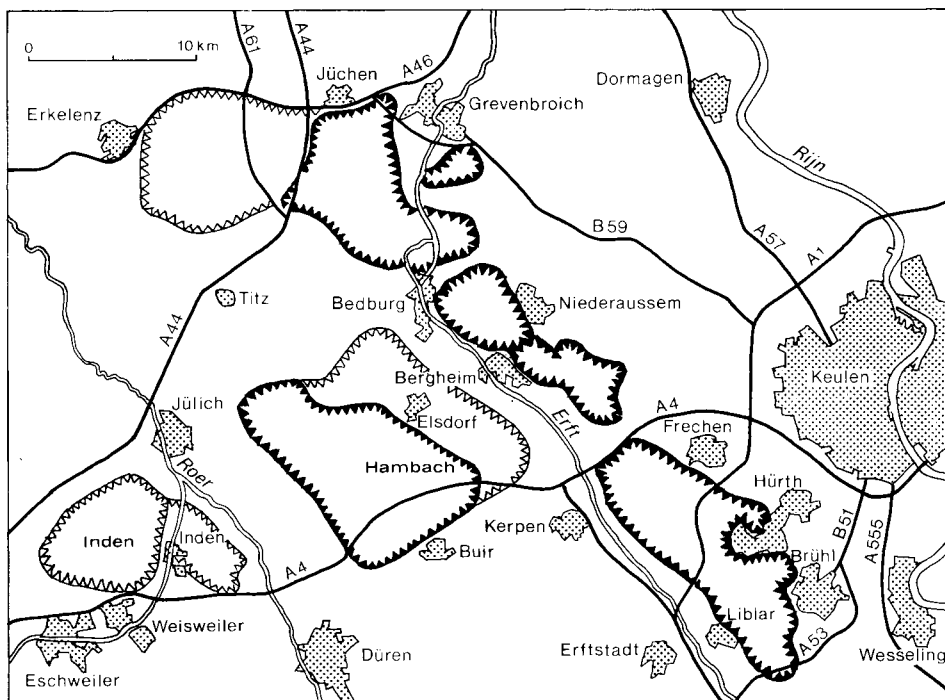 0 10 km
A61
A44
Jüchen
A46
Dormagen
Erkelenz
Grevenbroich
Rijn
B59
A57
A1
Titz
Bedburg
Niederaussem
A44
Bergheim
Keulen
Jülich
Elsdorf
Erft
A4
Frechen
Roer
Hambach
Hürth
Inden
Inden
Kerpen
Buir
B51
A555
Brühl
A4
Weisweiler
Liblar
A53
Eschweiler
Düren
Erftstadt
Wesseling